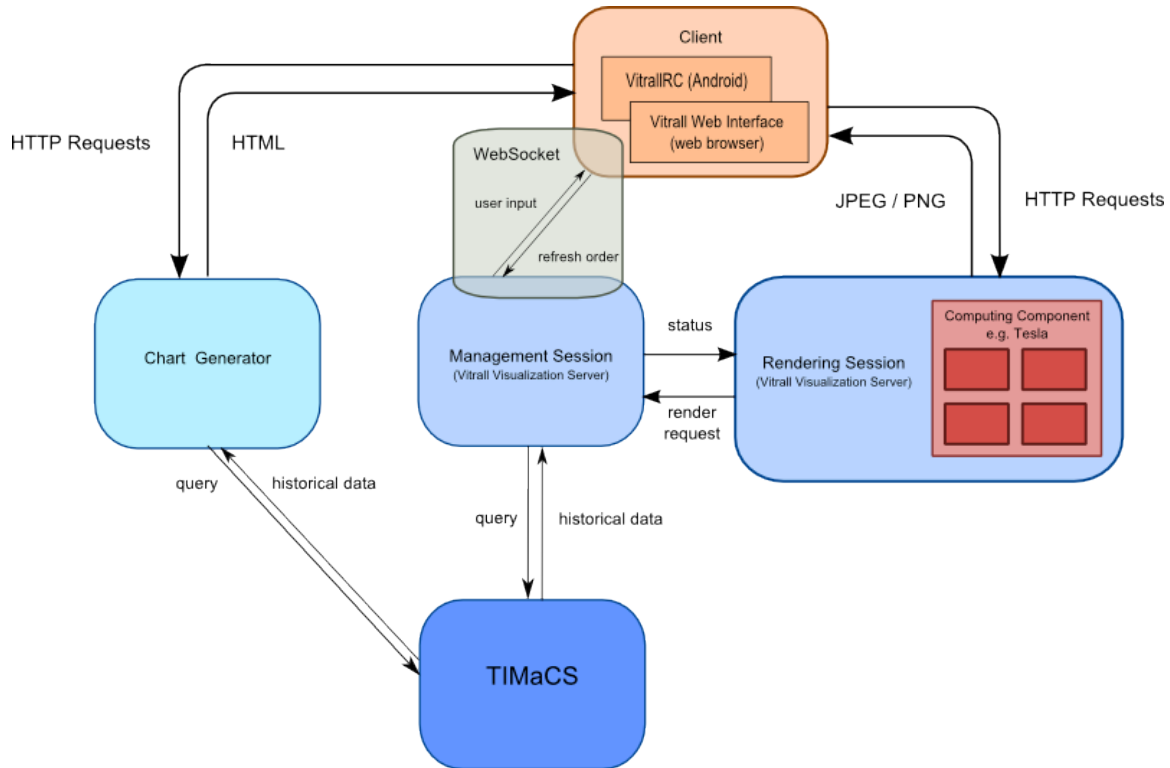 Client
VitrallRC (Android)
Vitrall Web Interface
(web browser)
HTTP Requests
HTML
WebSocket
user input
refresh order
JPEG / PNG
HTTP Requests
Chart Generator
Management Session
(Vitrall Visualization Server)
status
render
request
Rendering Session
(Vitrall Visualization Server)
Computing Component
e.g. Tesla
query
historical data
query
historical data
TIMaCS